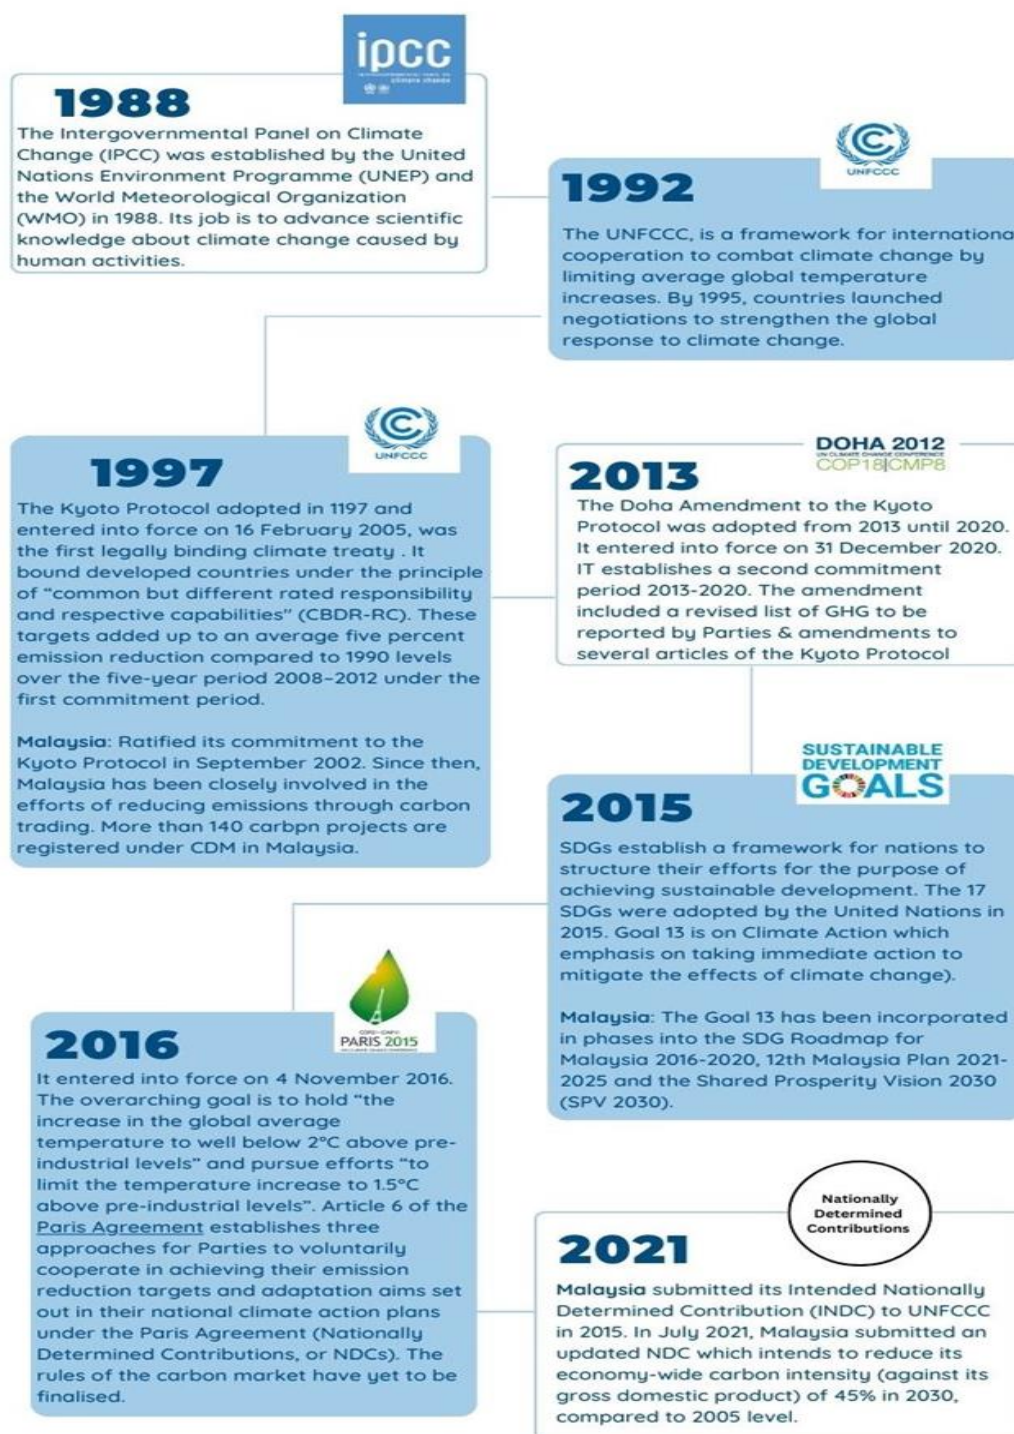 ipcc
INTERGOVERNMENTAL PANEL ON
climate change
1988
The Intergovernmental Panel on Climate
Change (IPCC) was established by the United
Nations Environment Programme (UNEP) and
the World Meteorological Organization
(WMO) in 1988. Its job is to advance scientific
knowledge about climate change caused by
human activities.
UNFCCC
1992
The UNFCCC, is a framework for internationa
cooperation to combat climate change by
limiting average global temperature
increases. By 1995, countries launched
negotiations to strengthen the global
response to climate change.
UNFCCC
1997
The Kyoto Protocol adopted in 1197 and
entered into force on 16 February 2005, was
the first legally binding climate treaty . It
bound developed countries under the principle
of “common but different rated responsibility
and respective capabilities" (CBDR-RC). These
targets added up to an average five percent
emission reduction compared to 1990 levels
over the five-year period 2008–2012 under the
first commitment period.
Malaysia: Ratified its commitment to the
Kyoto Protocol in September 2002. Since then,
Malaysia has been closely involved in the
efforts of reducing emissions through carbon
trading. More than 140 carbpn projects are
registered under CDM in Malaysia.
DOHA 2012
UN CLIMATE CHANGE CONFERENCE
COP18|CMP8
2013
The Doha Amendment to the Kyoto
Protocol was adopted from 2013 until 2020.
It entered into force on 31 December 2020.
IT establishes a second commitment
period 2013-2020. The amendment
included a revised list of GHG to be
reported by Parties & amendments to
several articles of the Kyoto Protocol
SUSTAINABLE
DEVELOPMENT
GOALS
2015
SDGs establish a framework for nations to
structure their efforts for the purpose of
achieving sustainable development. The 17
SDGs were adopted by the United Nations in
2015. Goal 13 is on Climate Action which
emphasis on taking immediate action to
mitigate the effects of climate change).
Malaysia: The Goal 13 has been incorporated
in phases into the SDG Roadmap for
Malaysia 2016-2020, 12th Malaysia Plan 2021-
2025 and the Shared Prosperity Vision 2030
(SPV 2030).
PARIS 2015
2016
It entered into force on 4 November 2016.
The overarching goal is to hold “the
increase in the global average
temperature to well below 2°C above pre-
industrial levels” and pursue efforts “to
limit the temperature increase to 1.5°C
above pre-industrial levels”. Article 6 of the
Paris Agreement establishes three
approaches for Parties to voluntarily
cooperate in achieving their emission
reduction targets and adaptation aims set
out in their national climate action plans
under the Paris Agreement (Nationally
Determined Contributions, or NDCs). The
rules of the carbon market have yet to be
finalised.
Nationally
Determined
Contributions
2021
Malaysia submitted its Intended Nationally
Determined Contribution (INDC) to UNFCCC
in 2015. In July 2021, Malaysia submitted an
updated NDC which intends to reduce its
economy-wide carbon intensity (against its
gross domestic product) of 45% in 2030,
compared to 2005 level.